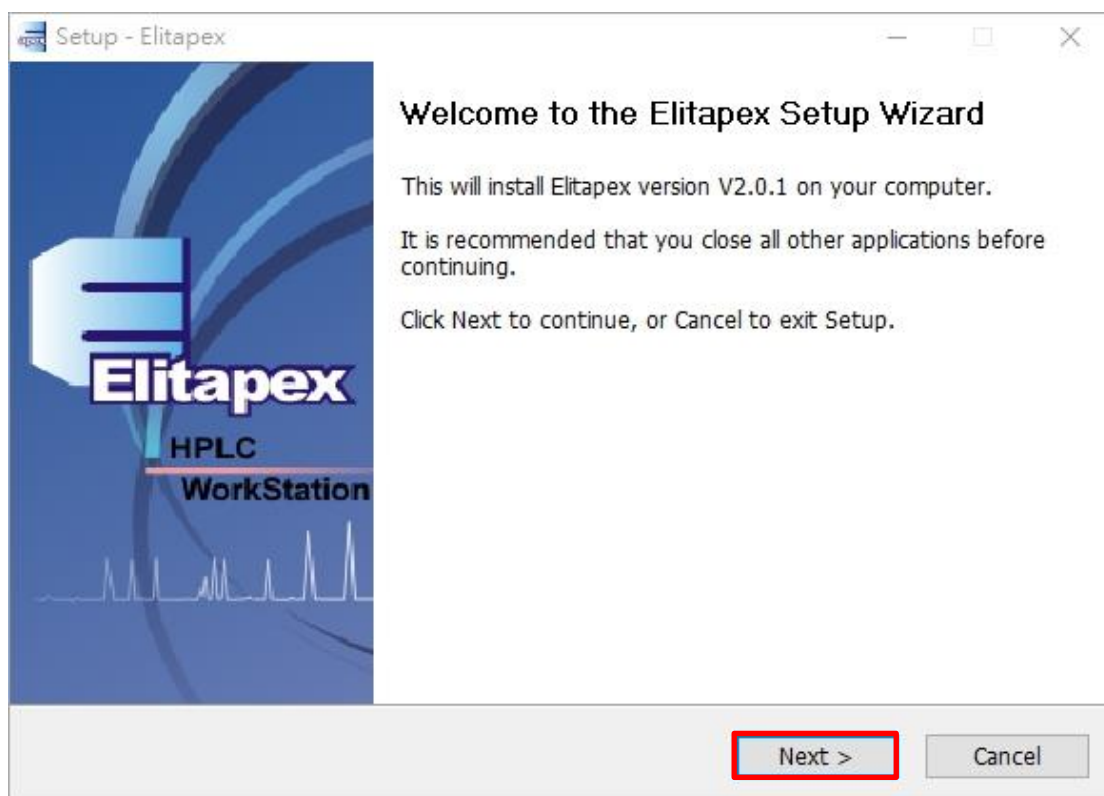 Setup - Elitapex
Welcome to the Elitapex Setup Wizard
This will install Elitapex version V2.0.1 on your computer.
It is recommended that you close all other applications before
continuing.
Click Next to continue, or Cancel to exit Setup.
Elitapex
HPLC
WorkStation
Next >
Cancel